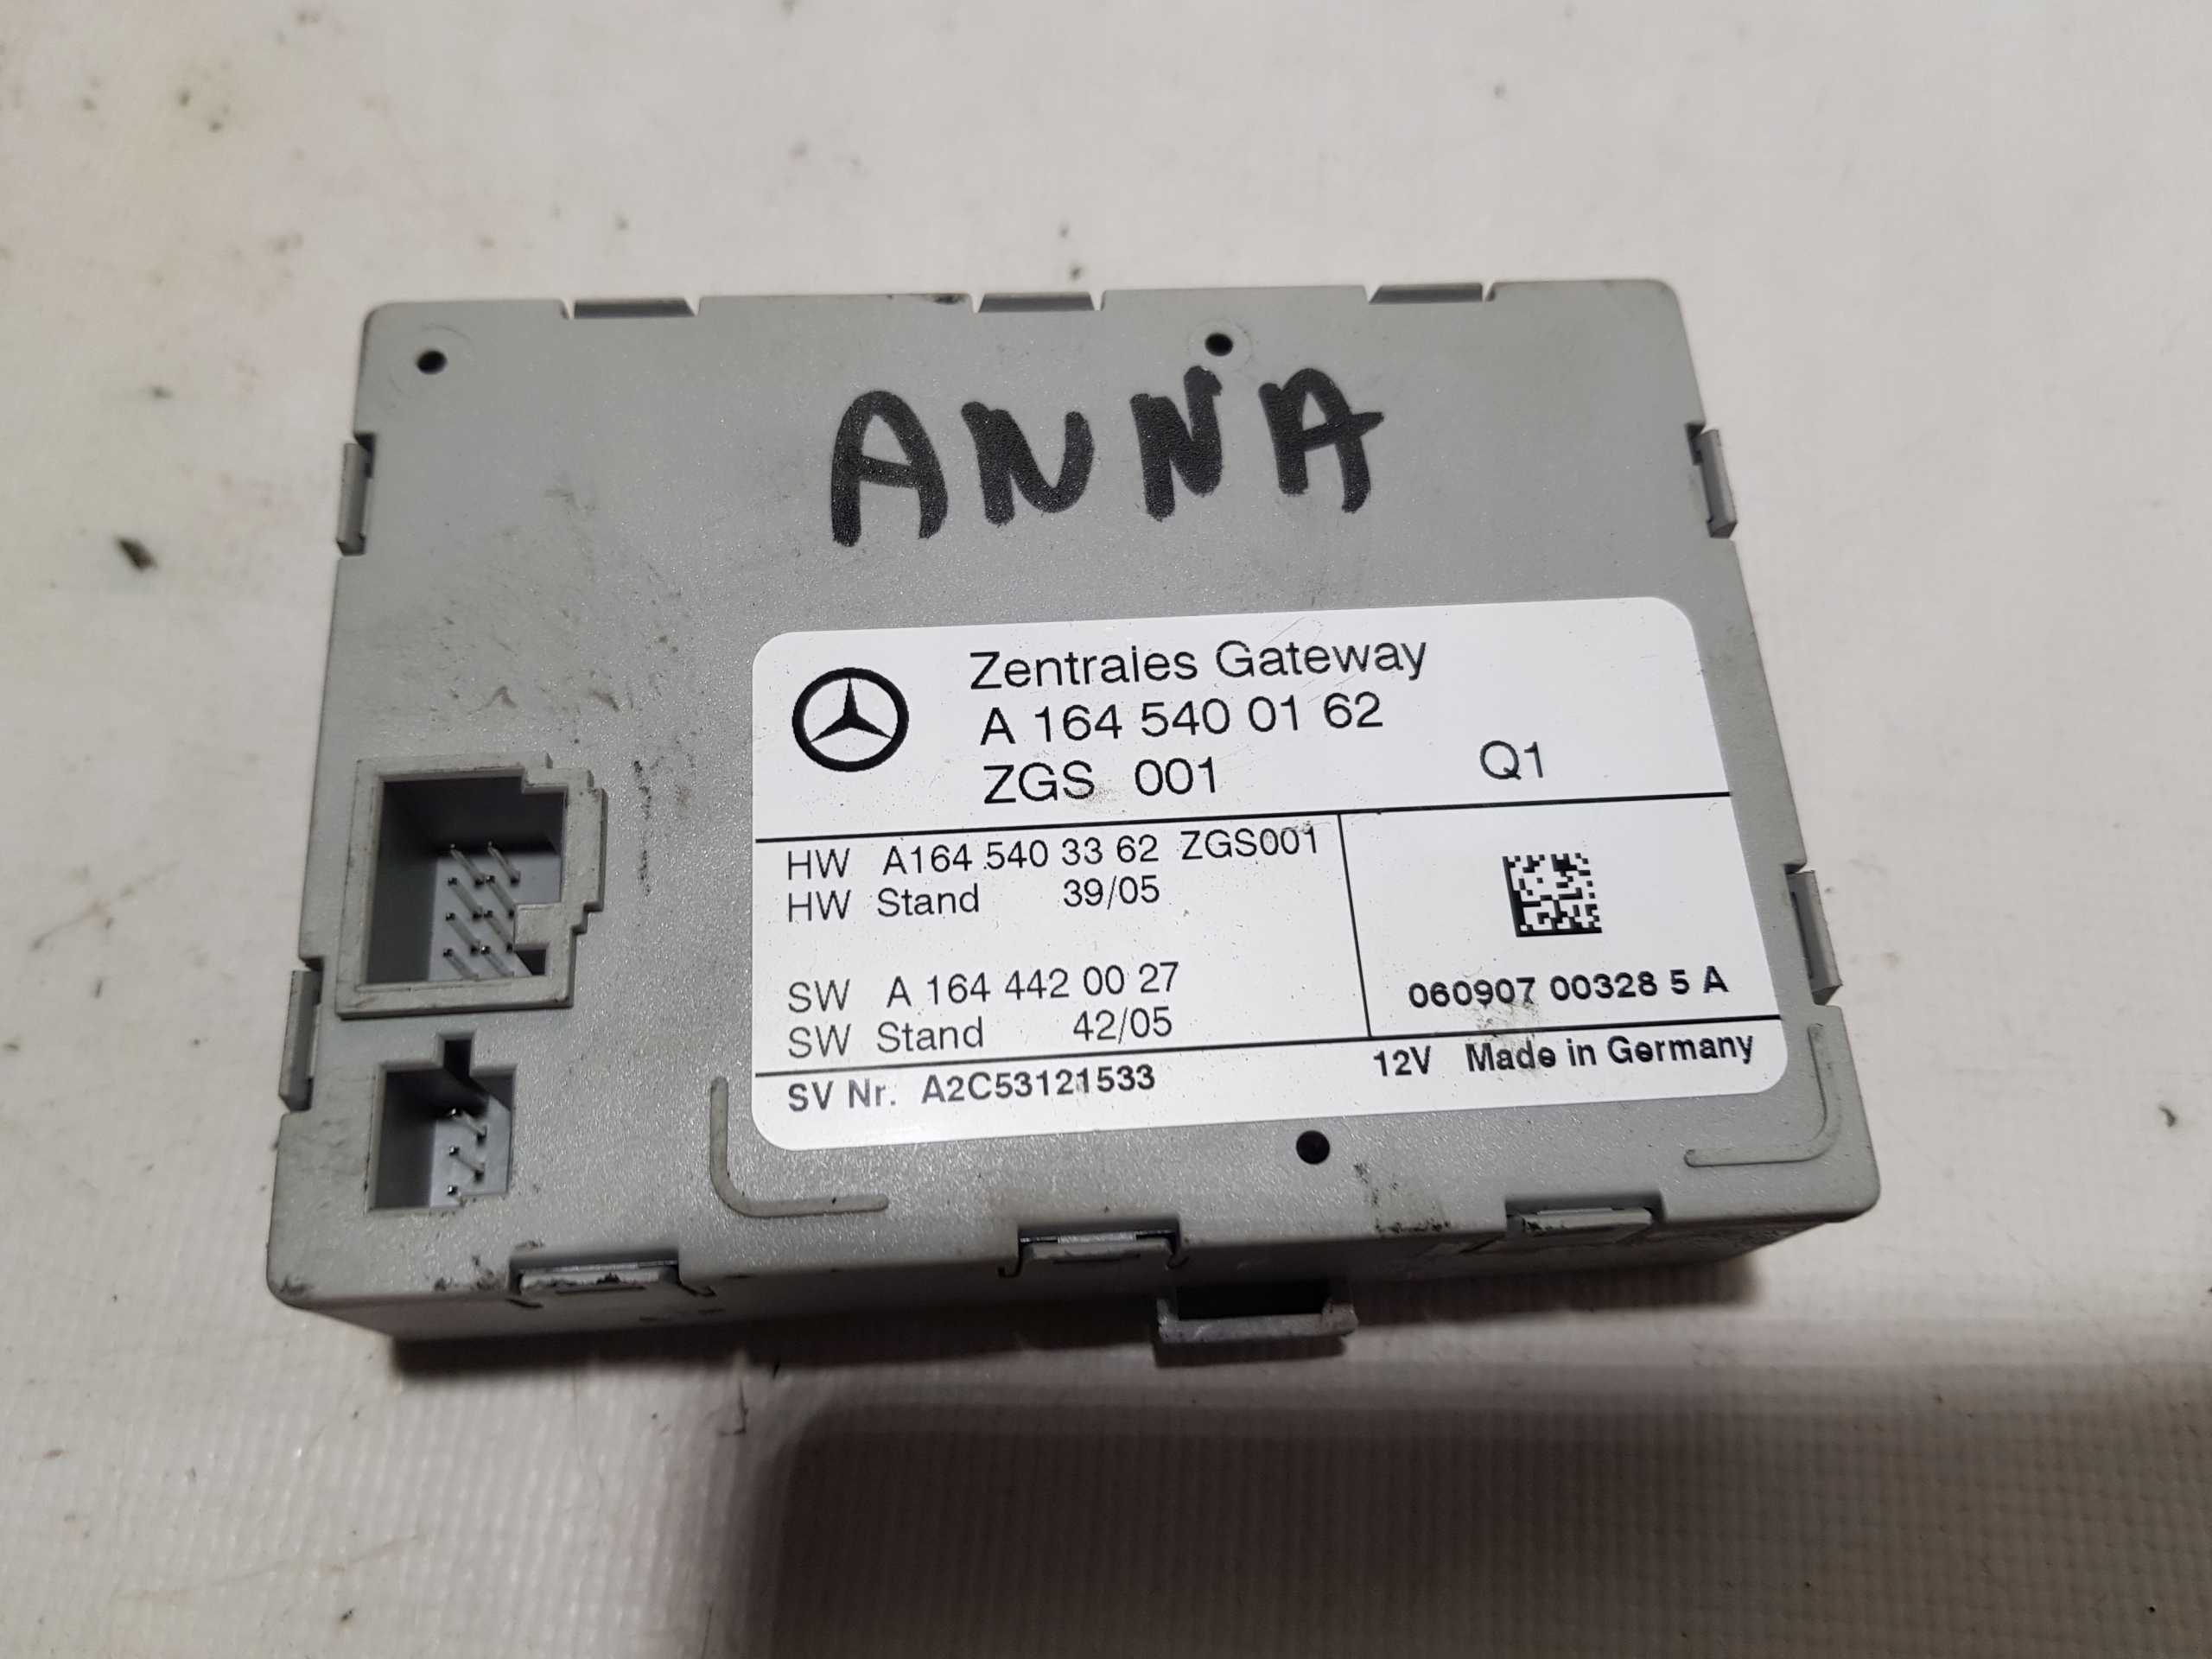 ANNA
Zentrales Gateway
A 164 540 01 62
ZGS 001 Q1
HW A164 540 33 62 ZGS001
HW Stand 39/05
SW A 164 442 00 27
SW Stand 42/05
060907 00328 5 A
SV Nr. A2C53121533
12V Made in Germany